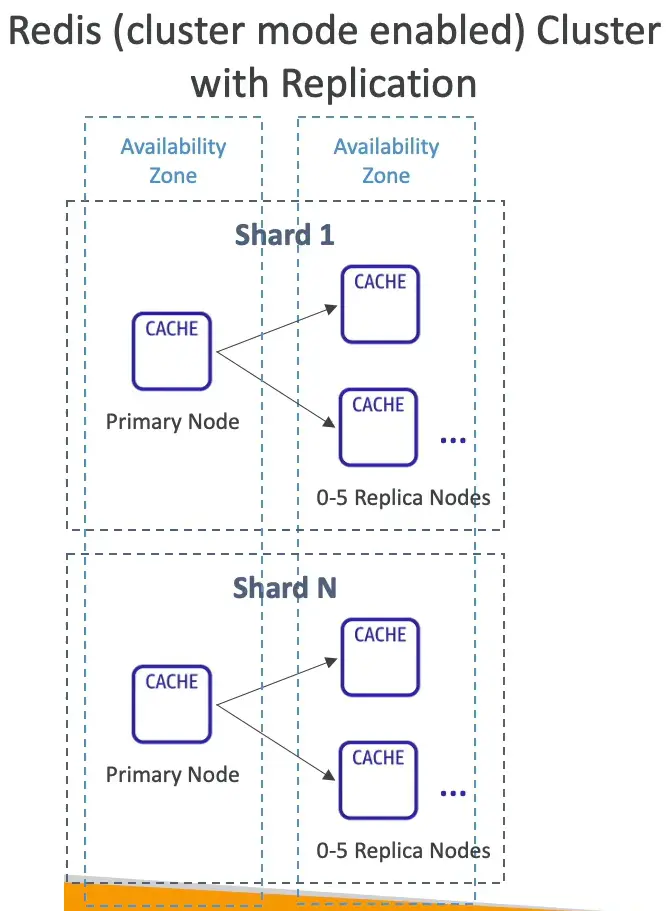 Redis (cluster mode enabled) Cluster
with Replication
Availability
Zone
Availability
Zone
Shard 1
CACHE
CACHE
Primary Node
CACHE
...
0-5 Replica Nodes
Shard N
CACHE
CACHE
Primary Node
CACHE
...
0-5 Replica Nodes